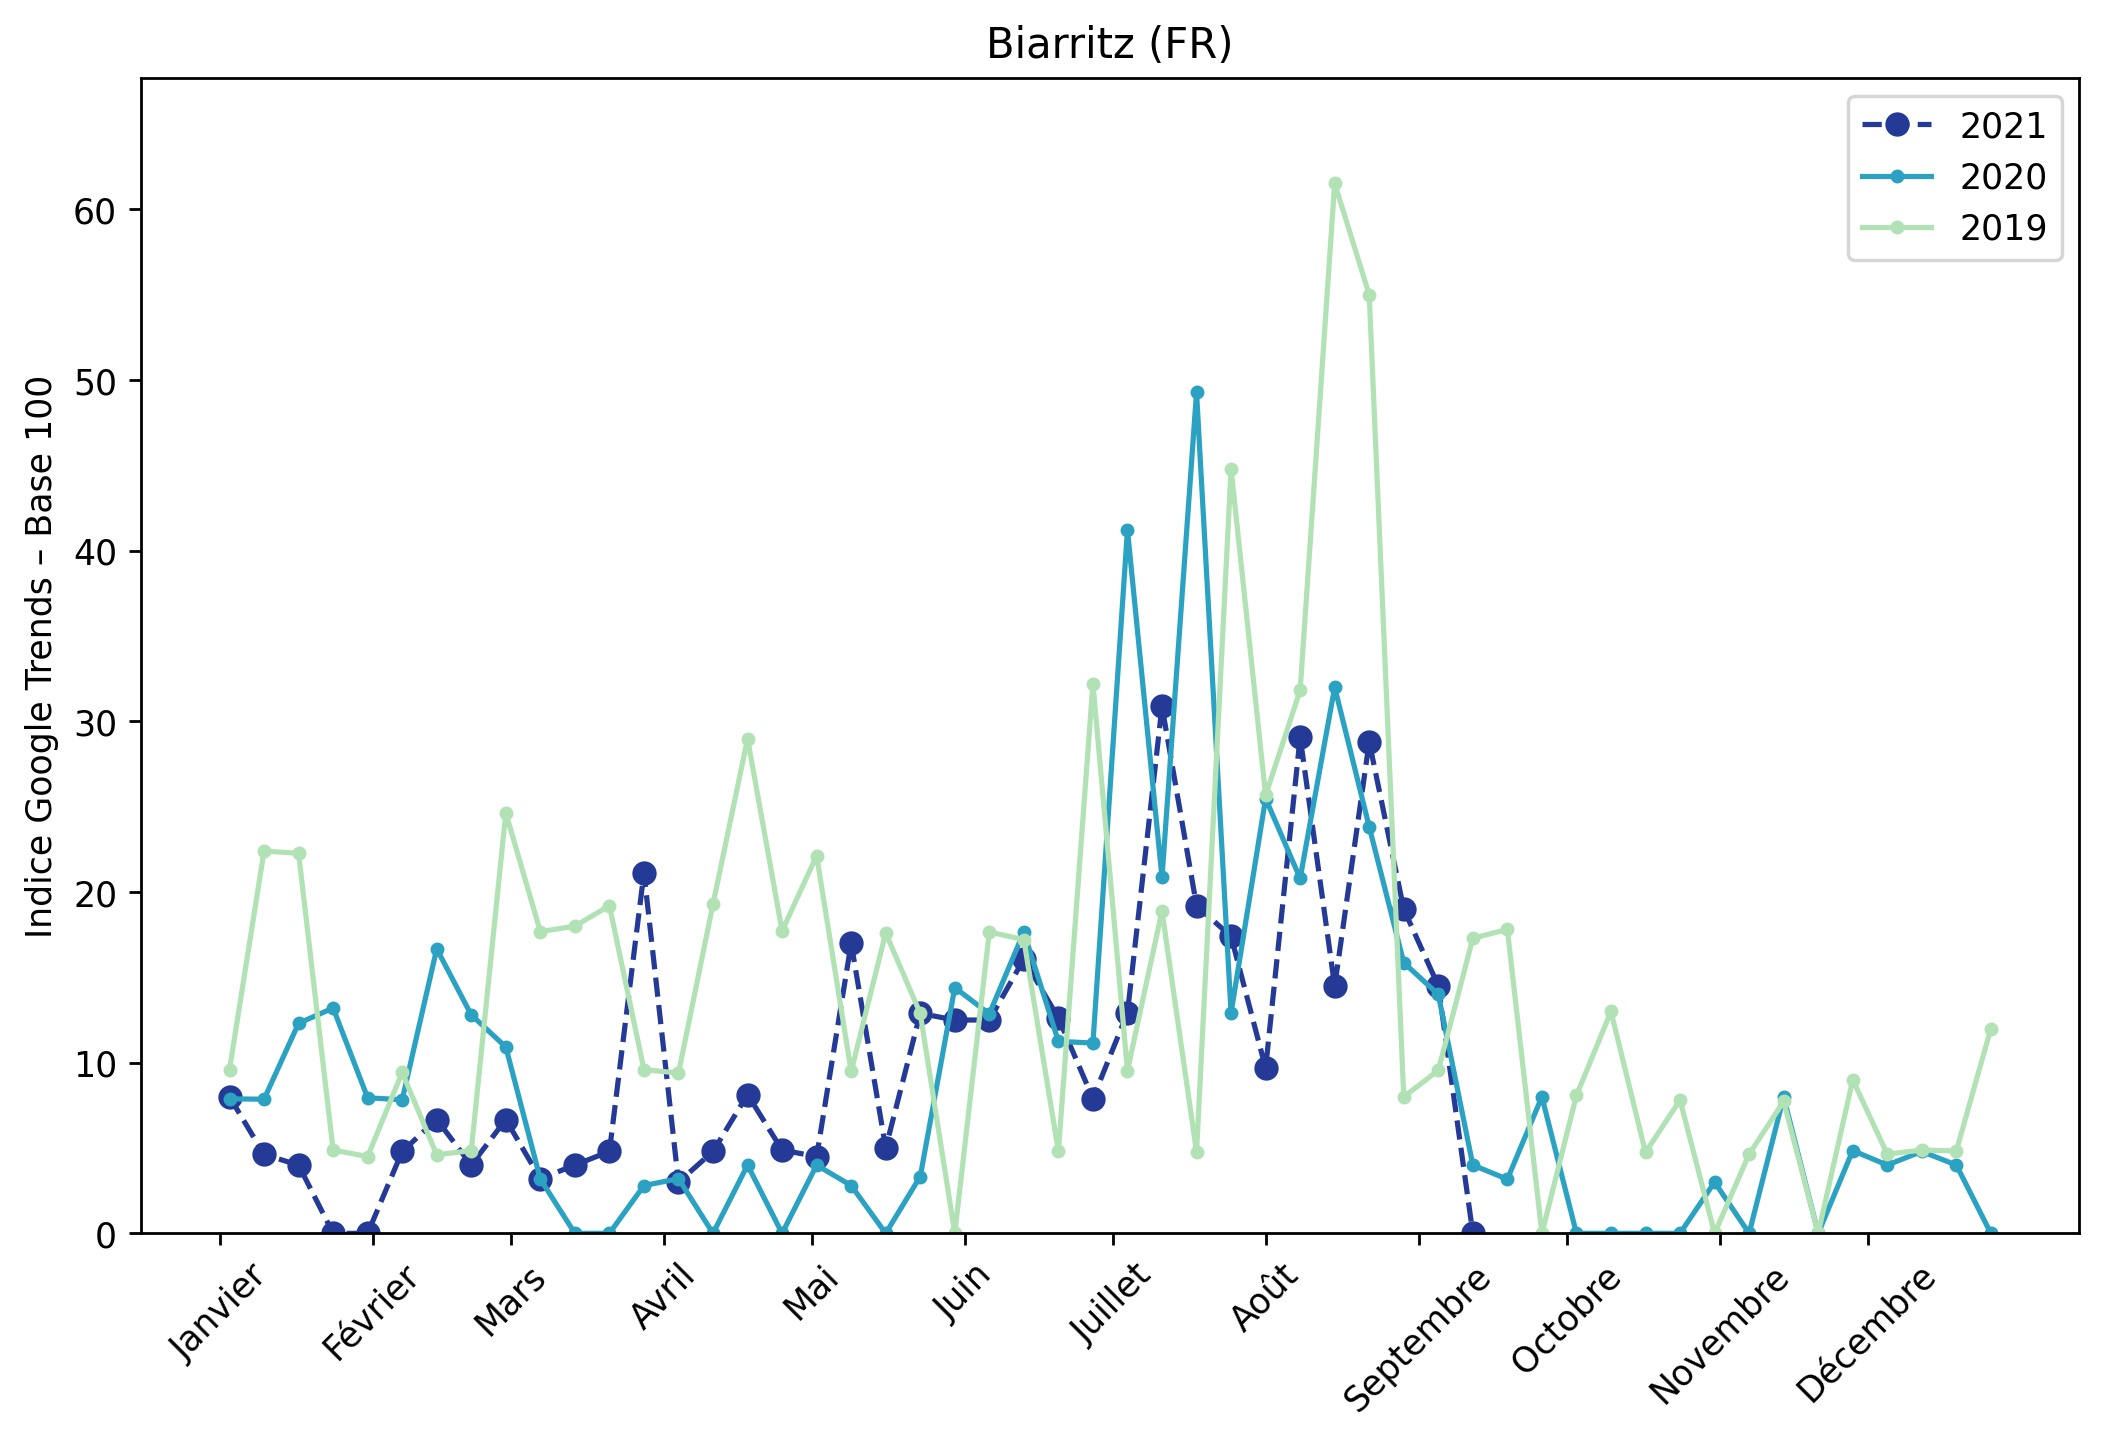 Biarritz (FR)
2021
2020
2019
Indice Google Trends – Base 100
60
50
40
30
20
10
0
Janvier
Février
Mars
Avril
Mai
Juin
Juillet
Août
Septembre
Octobre
Novembre
Décembre